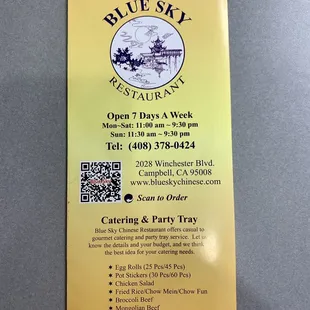 BLUE SKY
RESTAURANT
Open 7 Days A Week
Mon~Sat: 11:00 am ~ 9:30 pm
Sun: 11:30 am ~ 9:30 pm
Tel: (408) 378-0424
2028 Winchester Blvd.
Campbell, CA 95008
www.blueskychinese.com
Scan to Order
Catering & Party Tray
Blue Sky Chinese Restaurant offers casual to
gourmet catering and party tray service. Let us
know the details and your budget, and we then
the best idea for your catering needs.
* Egg Rolls (25 Pcs/45 Pcs)
* Pot Stickers (30 Pcs/60 Pcs)
* Chicken Salad
* Fried Rice/Chow Mein/Chow Fun
* Broccoli Beef
* Mongolian Beef